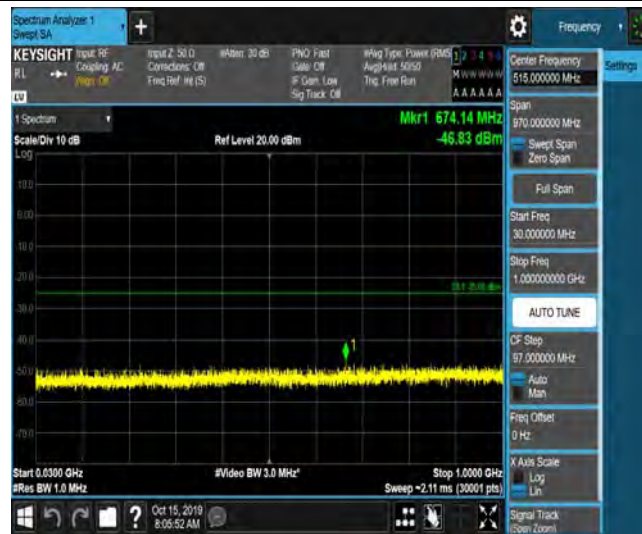 Spectrum Analyzer 1
Swept SA
+
Frequency
KEYSIGHT
RL
Input: RF
Coupling: AC
Align: Off
Input Z: 50 Ω
Corrections: Off
Freq Ref: Int (S)
#Atten: 30 dB
PNO: Fast
Gate: Off
IF Gain: Low
Sig Track: Off
#Avg Type: Power (RMS
Avg|Hold: 50/50
Trig: Free Run
1 2 3 4 5 6
M W W W W W
A A A A A A
LV
1 Spectrum
Scale/Div 10 dB
Log
Ref Level 20.00 dBm
Mkr1 674.14 MHz
-46.83 dBm
10.0
0.00
-10.0
-20.0
-30.0
-40.0
-50.0
-60.0
-70.0
1
Start 0.0300 GHz
#Res BW 1.0 MHz
#Video BW 3.0 MHz*
Stop 1.0000 GHz
Sweep ~2.11 ms (30001 pts)
Center Frequency
515.000000 MHz
Settings
Span
970.000000 MHz
Swept Span
Zero Span
Full Span
Start Freq
30.000000 MHz
Stop Freq
1.000000000 GHz
AUTO TUNE
CF Step
97.000000 MHz
Auto
Man
Freq Offset
0 Hz
X Axis Scale
Log
Lin
Signal Track
(Span Zoom)
?
Oct 15, 2019
8:05:52 AM